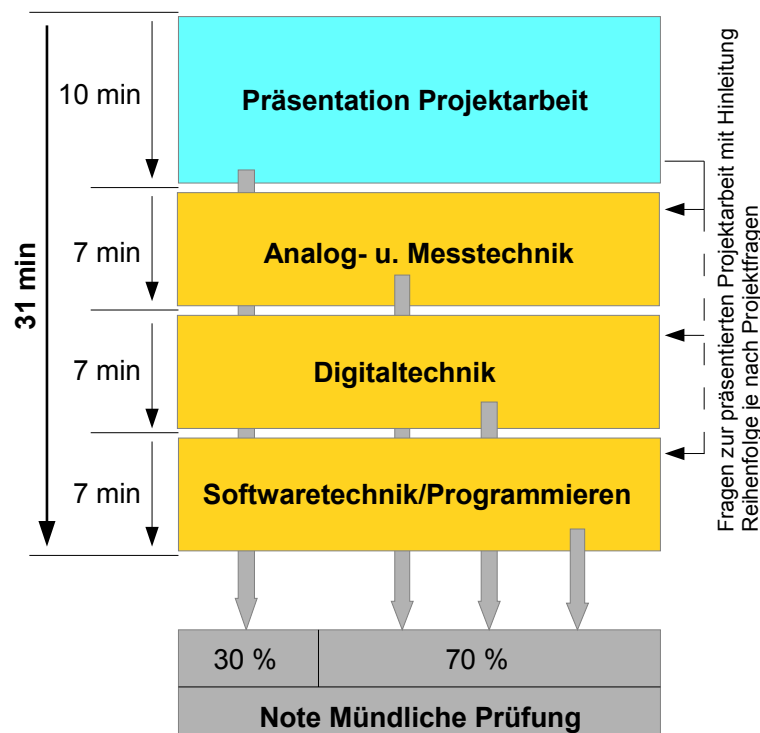 10 min
Präsentation Projektarbeit
31 min
7 min
Analog- u. Messtechnik
7 min
Digitaltechnik
7 min
Softwaretechnik/Programmieren
Fragen zur präsentierten Projektarbeit mit Hinleitung
Reihenfolge je nach Projektfragen
30 %
70 %
Note Mündliche Prüfung